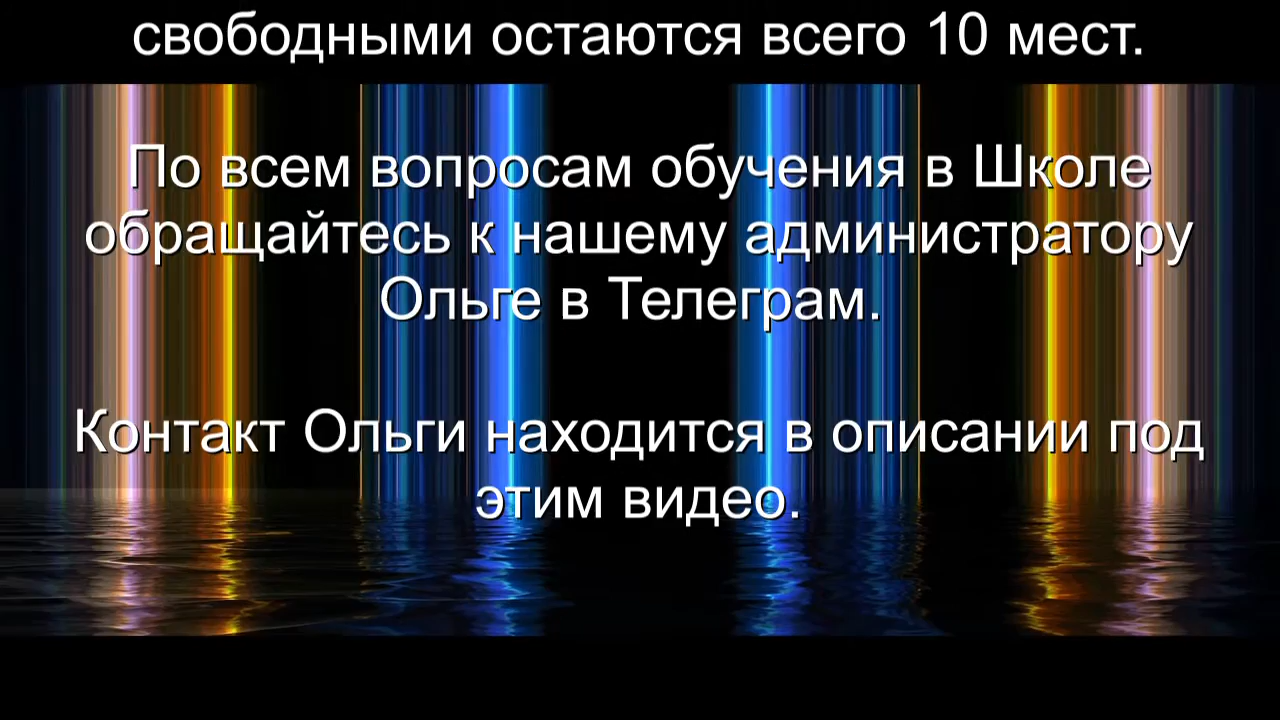 свободными остаются всего 10 мест.
По всем вопросам обучения в Школе
обращайтесь к нашему администратору
Ольге в Телеграм.
Контакт Ольги находится в описании под
этим видео.